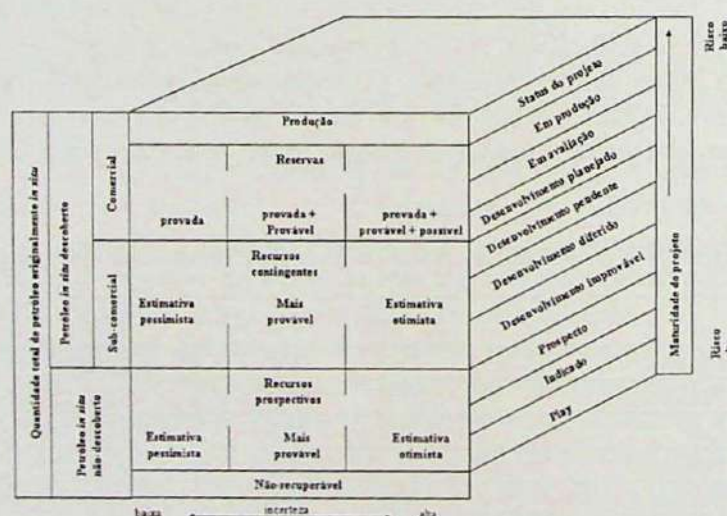 Quantidade total de petróleo originalmente in situ
Petróleo in situ descoberto
Petróleo in situ
não-descoberto
Comercial
Sub-comercial
Produção
Reservas
provada
provada +
Provável
provada +
provável + possível
Recursos
contingentes
Estimativa
pessimista
Mais
provável
Estimativa
otimista
Recursos
prospectivos
Estimativa
pessimista
Mais
provável
Estimativa
otimista
Não-recuperável
baixa
incerteza
alta
Status do projeto
Em produção
Em avaliação
Desenvolvimento planejado
Desenvolvimento pendente
Desenvolvimento diferido
Desenvolvimento improvável
Prospecto
Indicado
Play
Maturidade do projeto
Risco
baixo
Risco